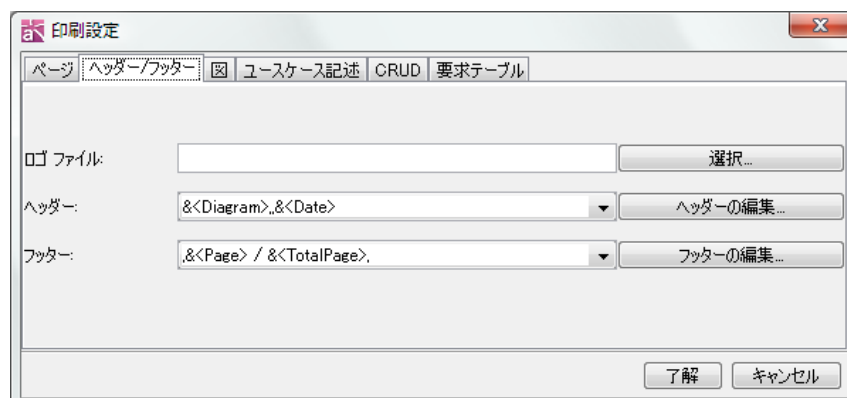 印刷設定
ページ ヘッダー/フッター 図 ユースケース記述 CRUD 要求テーブル
ロゴ ファイル: 選択...
ヘッダー: &<Diagram>,,&<Date> ヘッダーの編集...
フッター: ,&<Page> / &<TotalPage>, フッターの編集...
了解 キャンセル